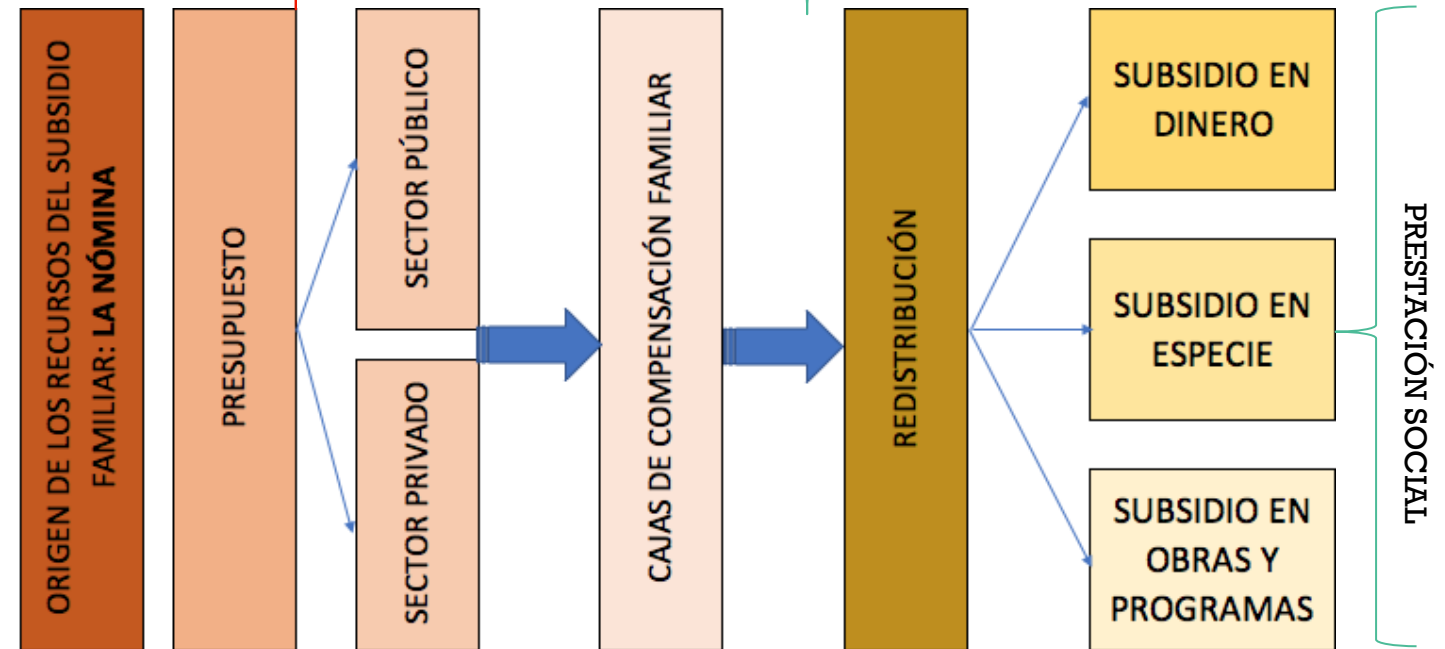 ORIGEN DE LOS RECURSOS DEL SUBSIDIO
FAMILIAR: LA NÓMINA
PRESUPUESTO
SECTOR PÚBLICO
SECTOR PRIVADO
CAJAS DE COMPENSACIÓN FAMILIAR
REDISTRIBUCIÓN
SUBSIDIO EN
DINERO
SUBSIDIO EN
ESPECIE
SUBSIDIO EN
OBRAS Y
PROGRAMAS
PRESTACIÓN SOCIAL